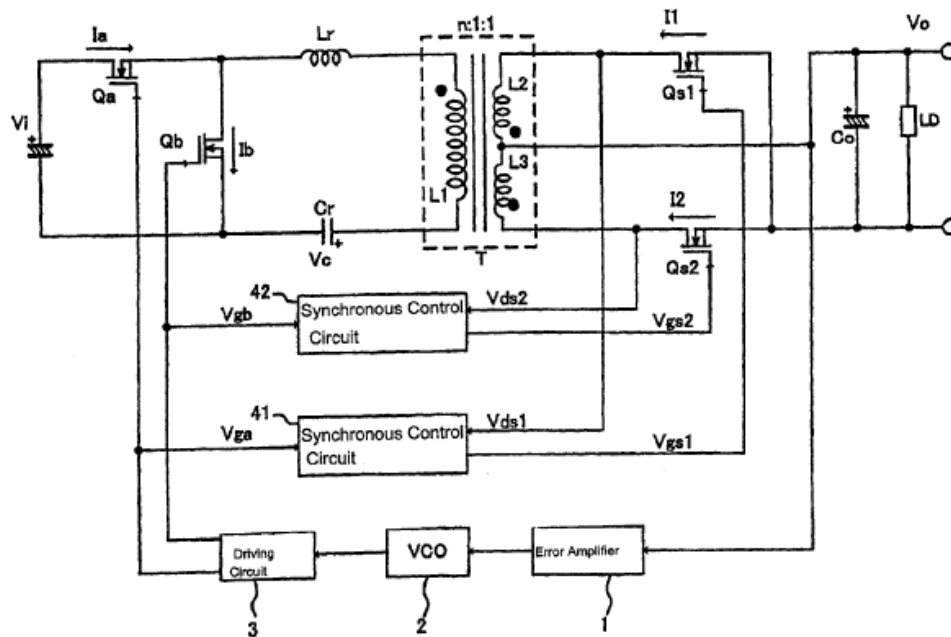 n:1:1
Ia
Lr
I1
Vo
Qa
L2
Qs1
Vi
Qb
Ib
L3
Co
LD
L1
I2
Cr
Vc
T
Qs2
42
Vds2
Vgb
Synchronous Control
Circuit
Vgs2
41
Vds1
Vga
Synchronous Control
Circuit
Vgs1
Driving
Circuit
VCO
Error Amplifier
3
2
1